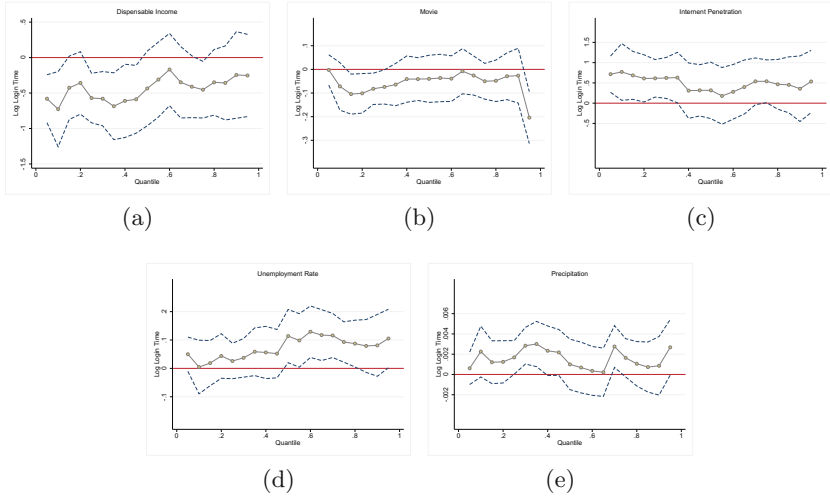 Dispensable Income
Log Login Time
.5
0
-.5
-1
-1.5
0 .2 .4 .6 .8 1
Quantile
(a)
Movie
Log Login Time
.1
0
-.1
-.2
-.3
0 .2 .4 .6 .8 1
Quantile
(b)
Internent Penetration
Log Login Time
1.5
1
.5
0
-.5
0 .2 .4 .6 .8 1
Quantile
(c)
Unemployment Rate
Log Login Time
.2
.1
0
-.1
0 .2 .4 .6 .8 1
Quantile
(d)
Precipitation
Log Login Time
.006
.004
.002
0
-.002
0 .2 .4 .6 .8 1
Quantile
(e)